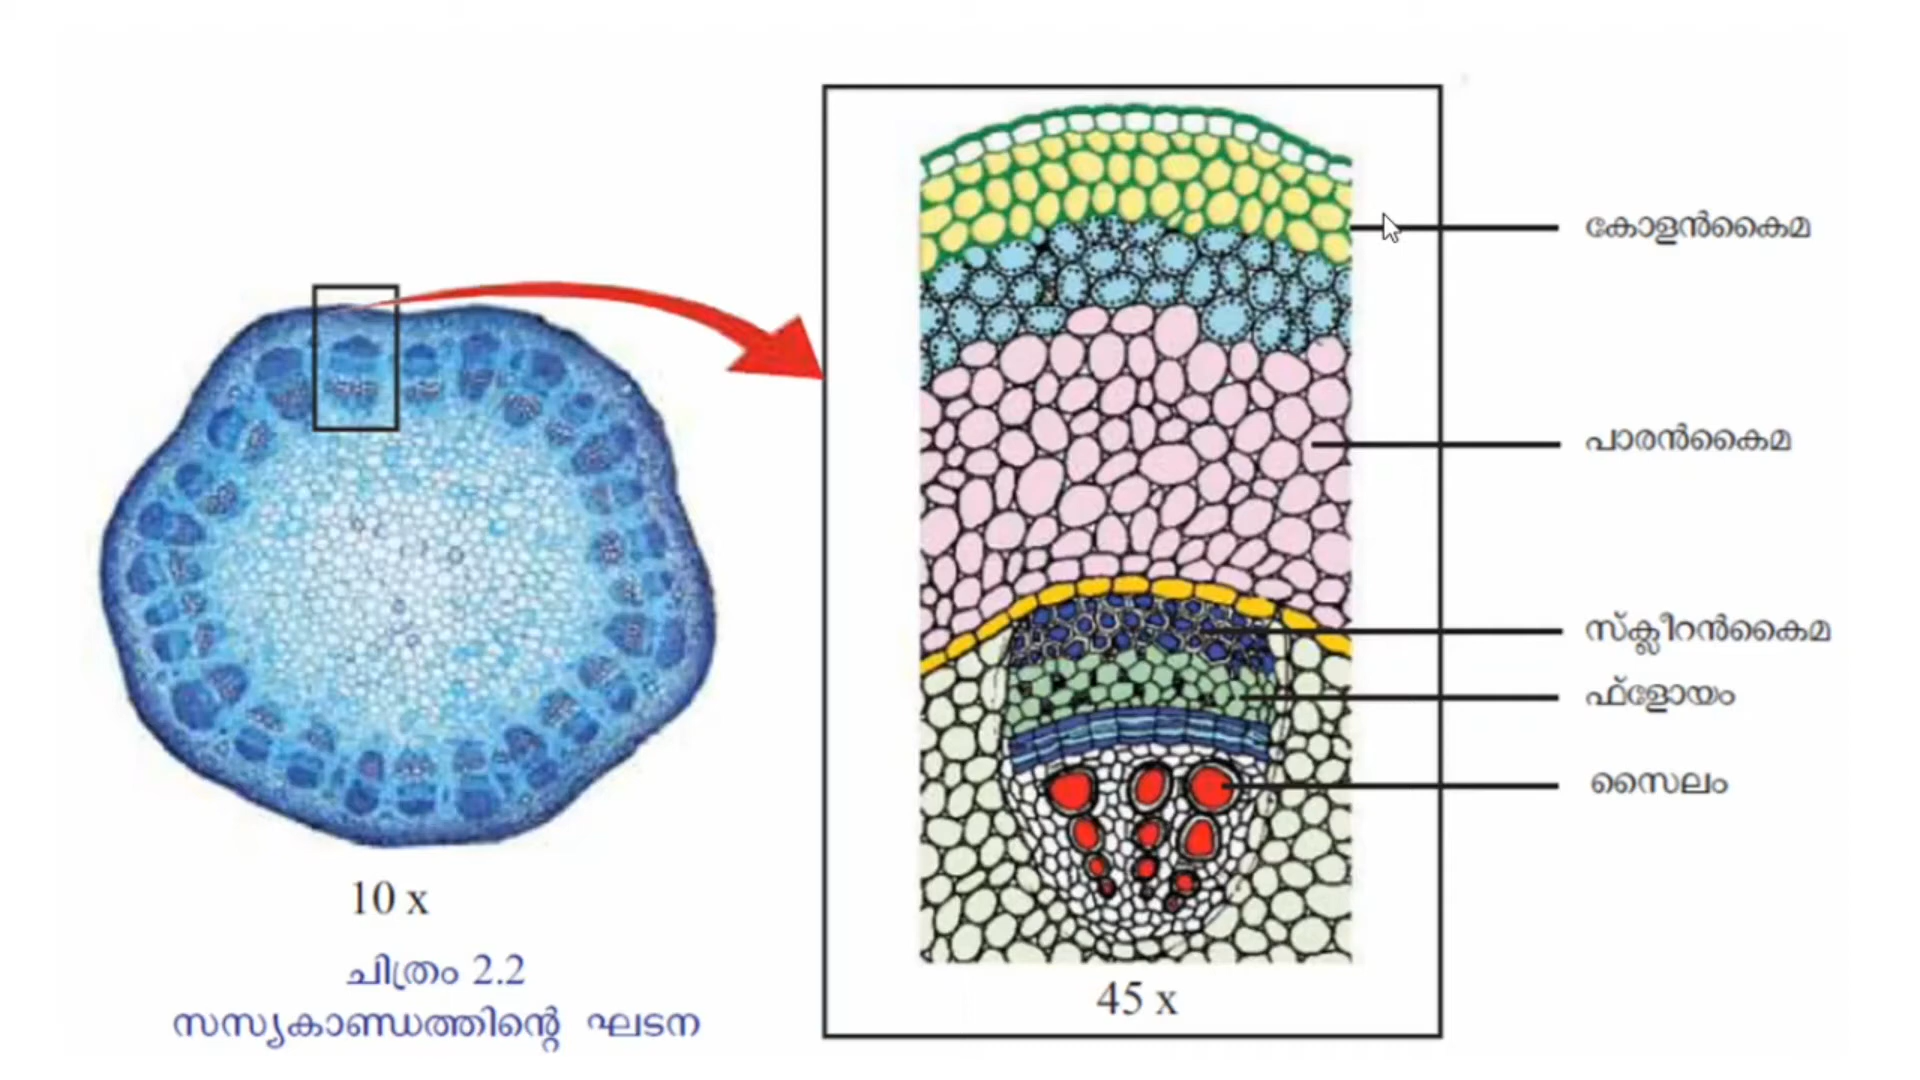 കോളൻകൈമ
പാരൻകൈമ
സ്ക്ലീറൻകൈമ
ഫ്ളോയം
സൈലം
10 x
ചിത്രം 2.2
സസ്യകാണ്ഡത്തിന്റെ ഘടന
45 x